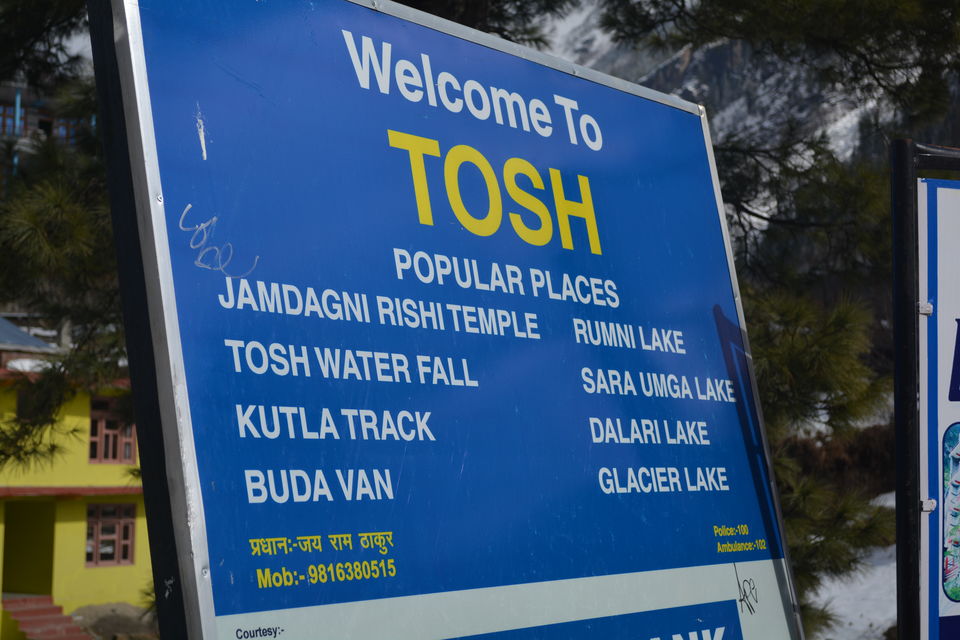 Welcome To
TOSH
POPULAR PLACES
JAMDAGNI RISHI TEMPLE
RUMNI LAKE
TOSH WATER FALL
SARA UMGA LAKE
KUTLA TRACK
DALARI LAKE
BUDA VAN
GLACIER LAKE
प्रधान:-जय राम ठाकुर
Mob:- 9816380515
Police:-100
Ambulance:-102
Courtesy:-